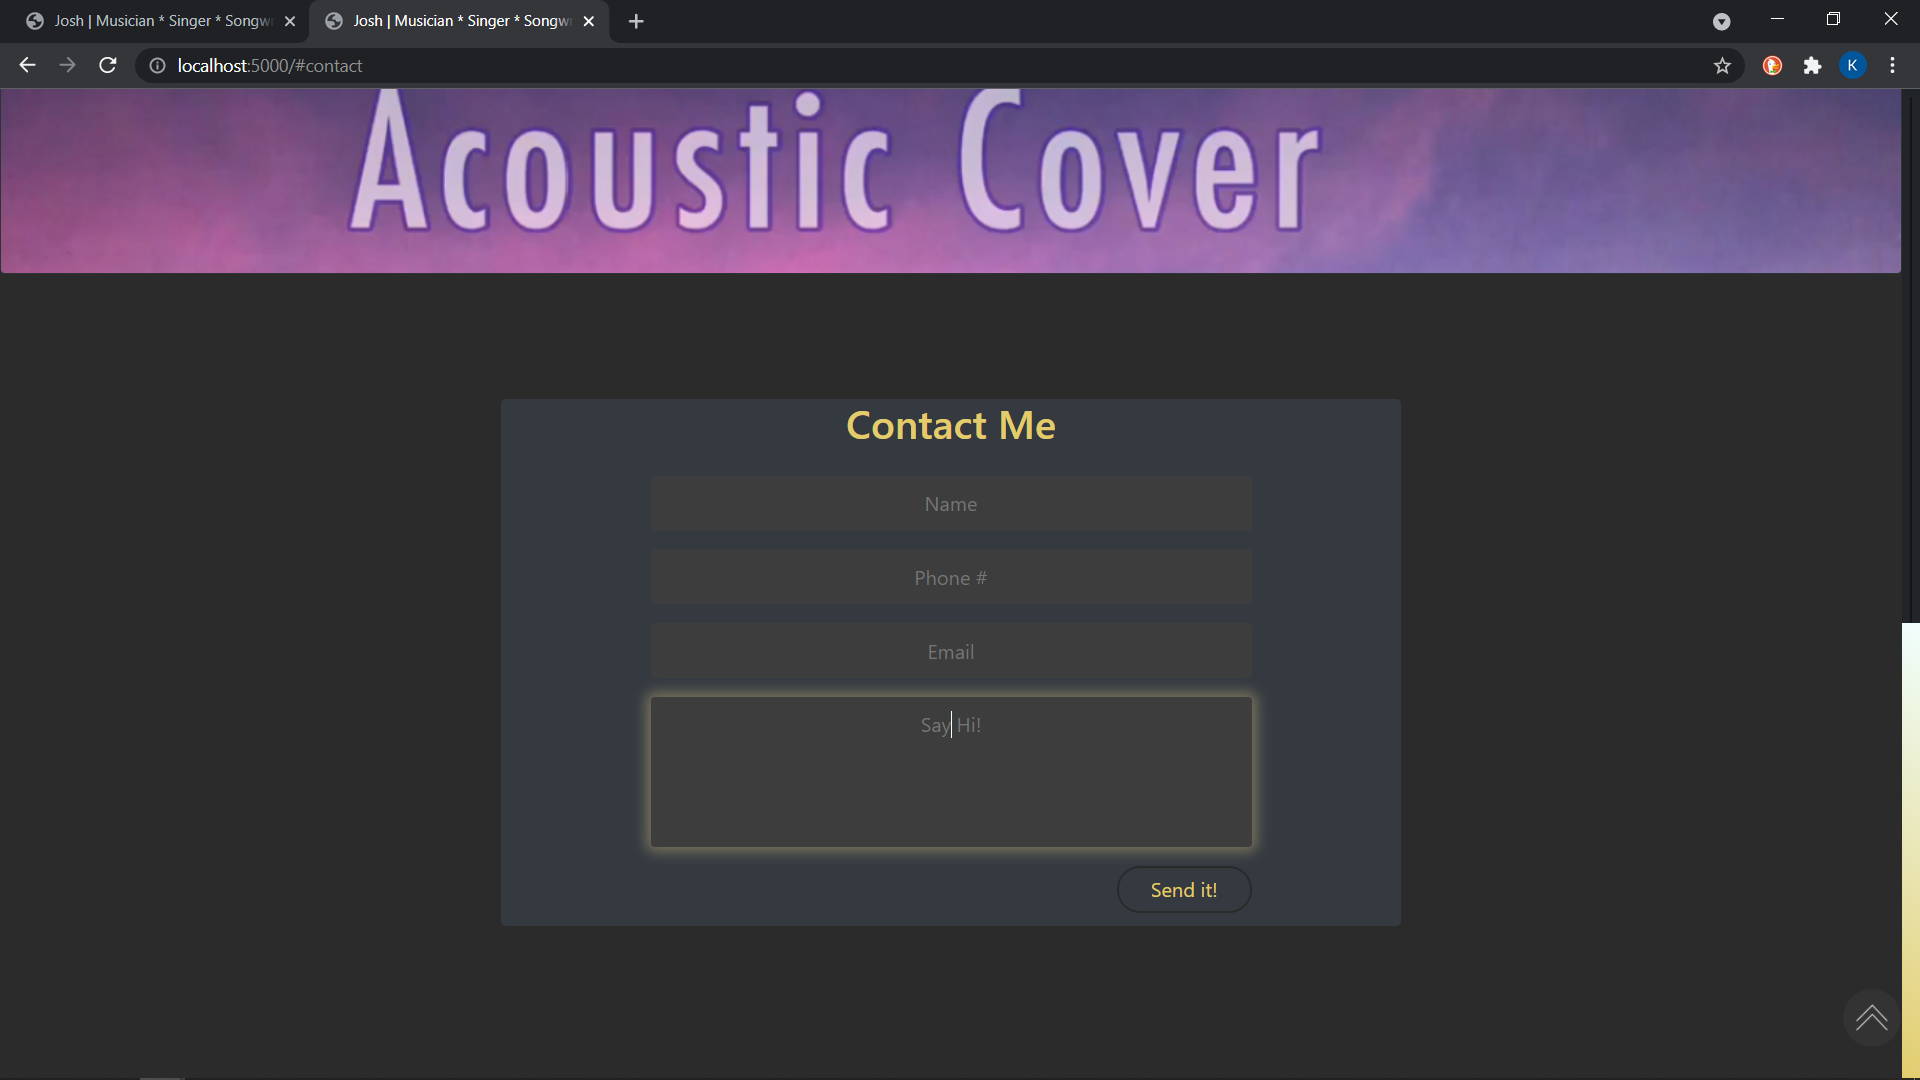 Josh | Musician * Singer * Songw
Josh | Musician * Singer * Songw
localhost:5000/#contact
K
Acoustic Cover
Contact Me
Name
Phone #
Email
Say Hi!
Send it!